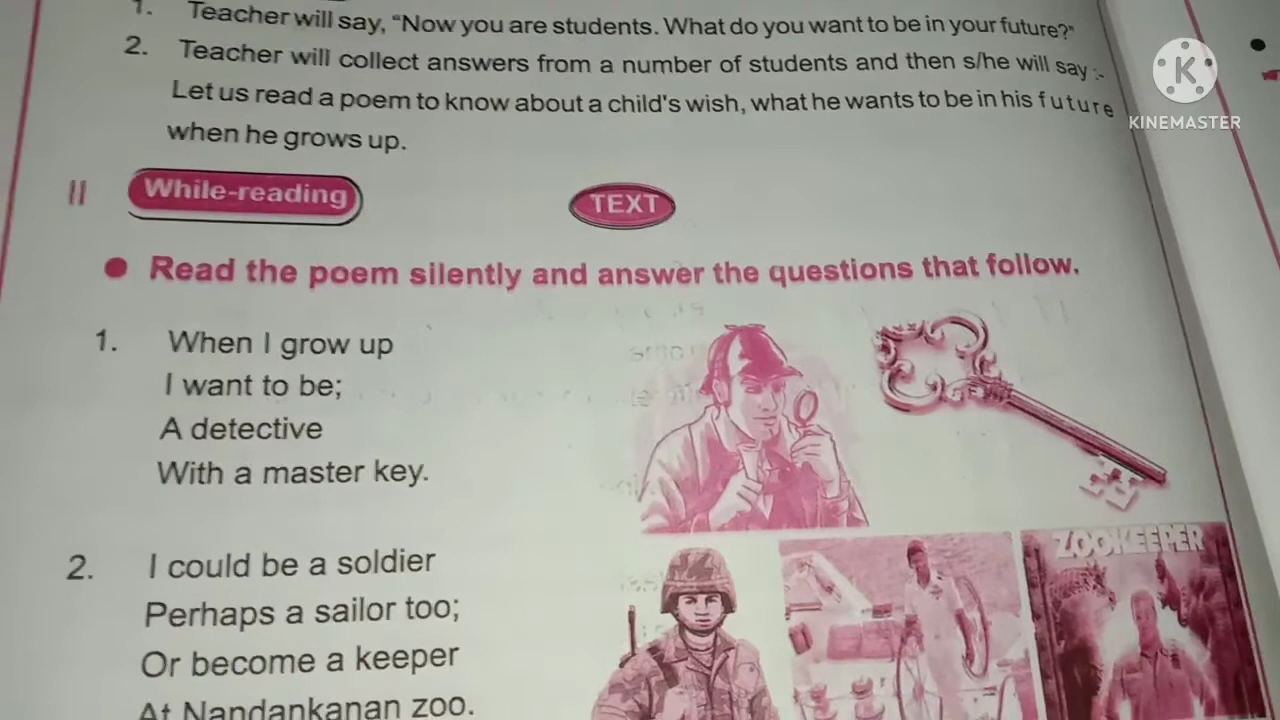 1. Teacher will say, “Now you are students. What do you want to be in your future?”
2. Teacher will collect answers from a number of students and then s/he will say :-
Let us read a poem to know about a child's wish, what he wants to be in his future
when he grows up.
KINEMASTER
II While-reading
TEXT
● Read the poem silently and answer the questions that follow.
1. When I grow up
I want to be;
A detective
With a master key.
2. I could be a soldier
Perhaps a sailor too;
Or become a keeper
At Nandankanan zoo.
ZOOKEEPER